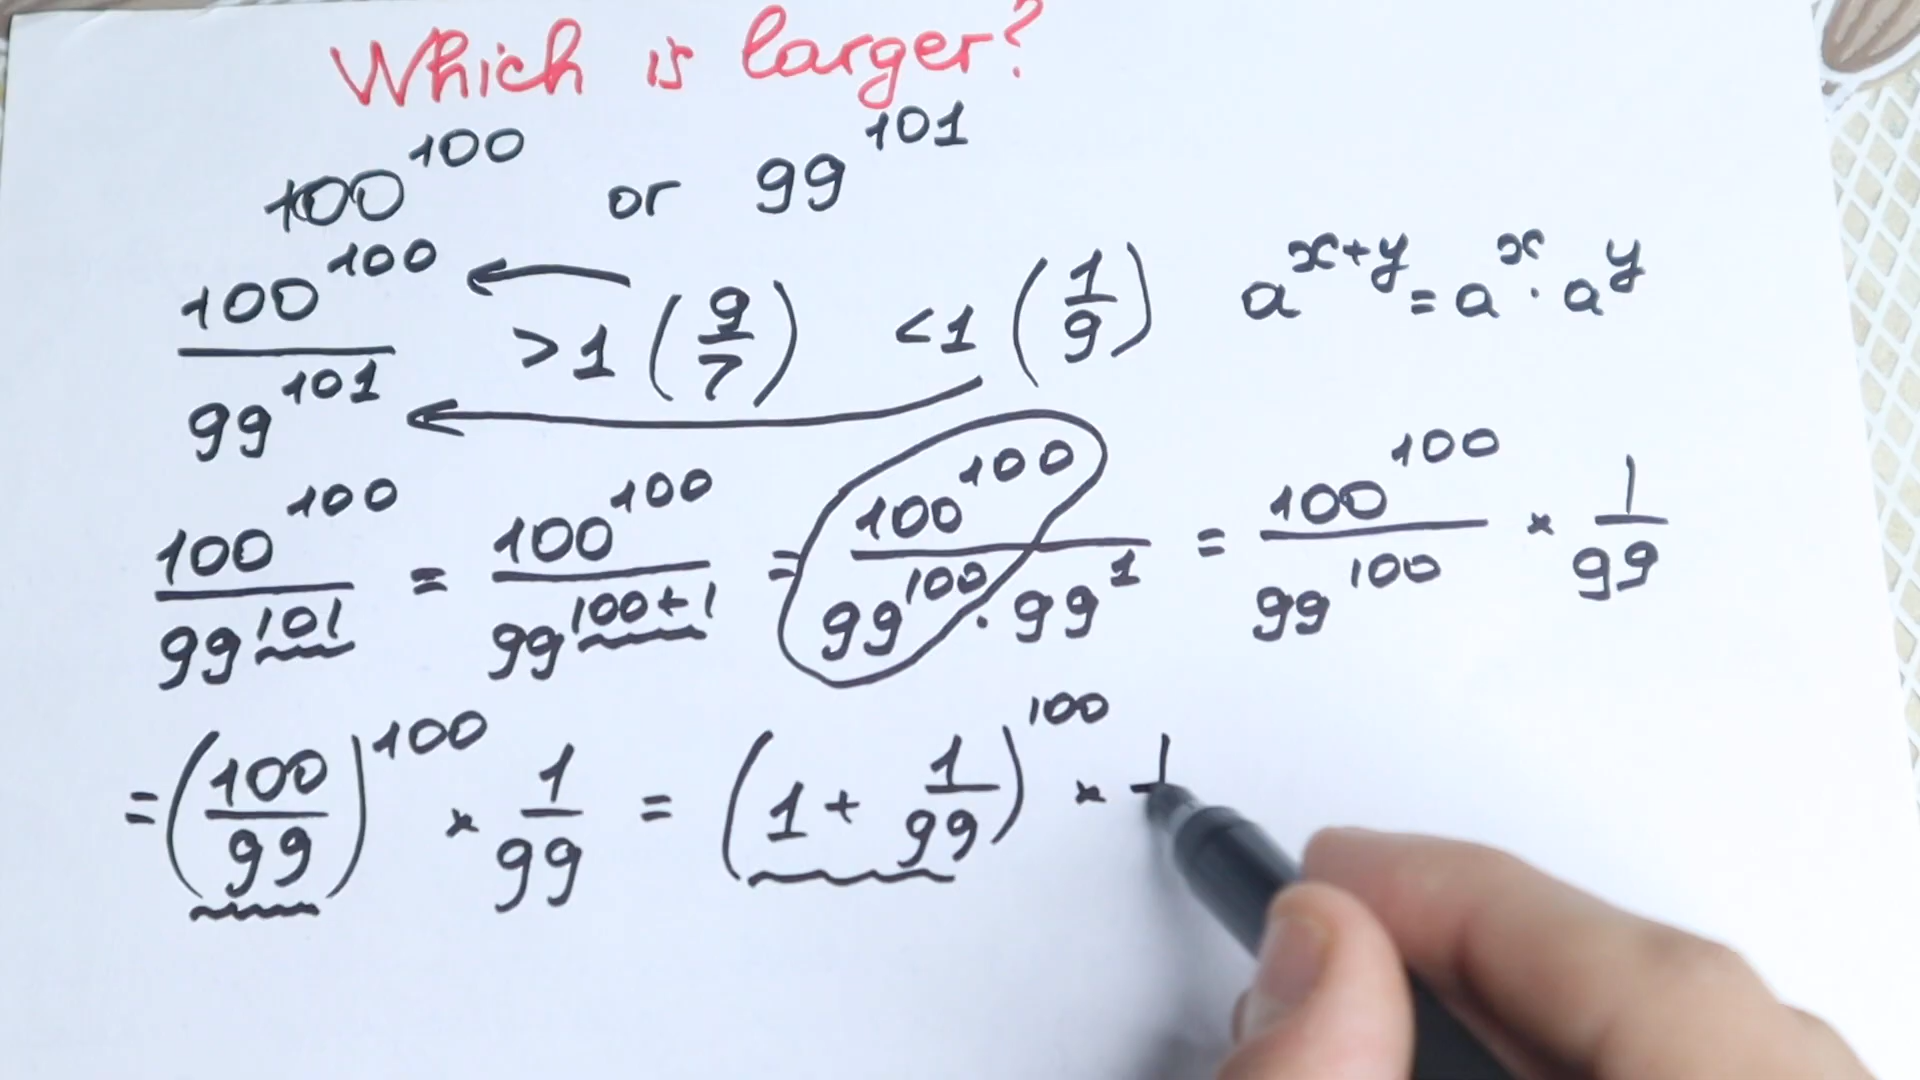 Which is larger?
100^100 or 99^101
100^100 / 99^101 >1 (9/7) <1 (1/9) a^(x+y) = a^x · a^y
100^100 / 99^101 = 100^100 / 99^(100+1) = 100^100 / (99^100 · 99^1) = 100^100 / 99^100 × 1/99
= (100/99)^100 × 1/99 = (1 + 1/99)^100 × 1